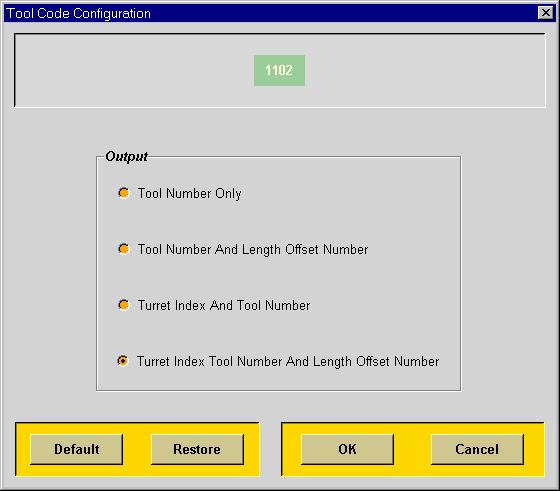 Tool Code Configuration
1102
Output
Tool Number Only
Tool Number And Length Offset Number
Turret Index And Tool Number
Turret Index Tool Number And Length Offset Number
Default Restore OK Cancel